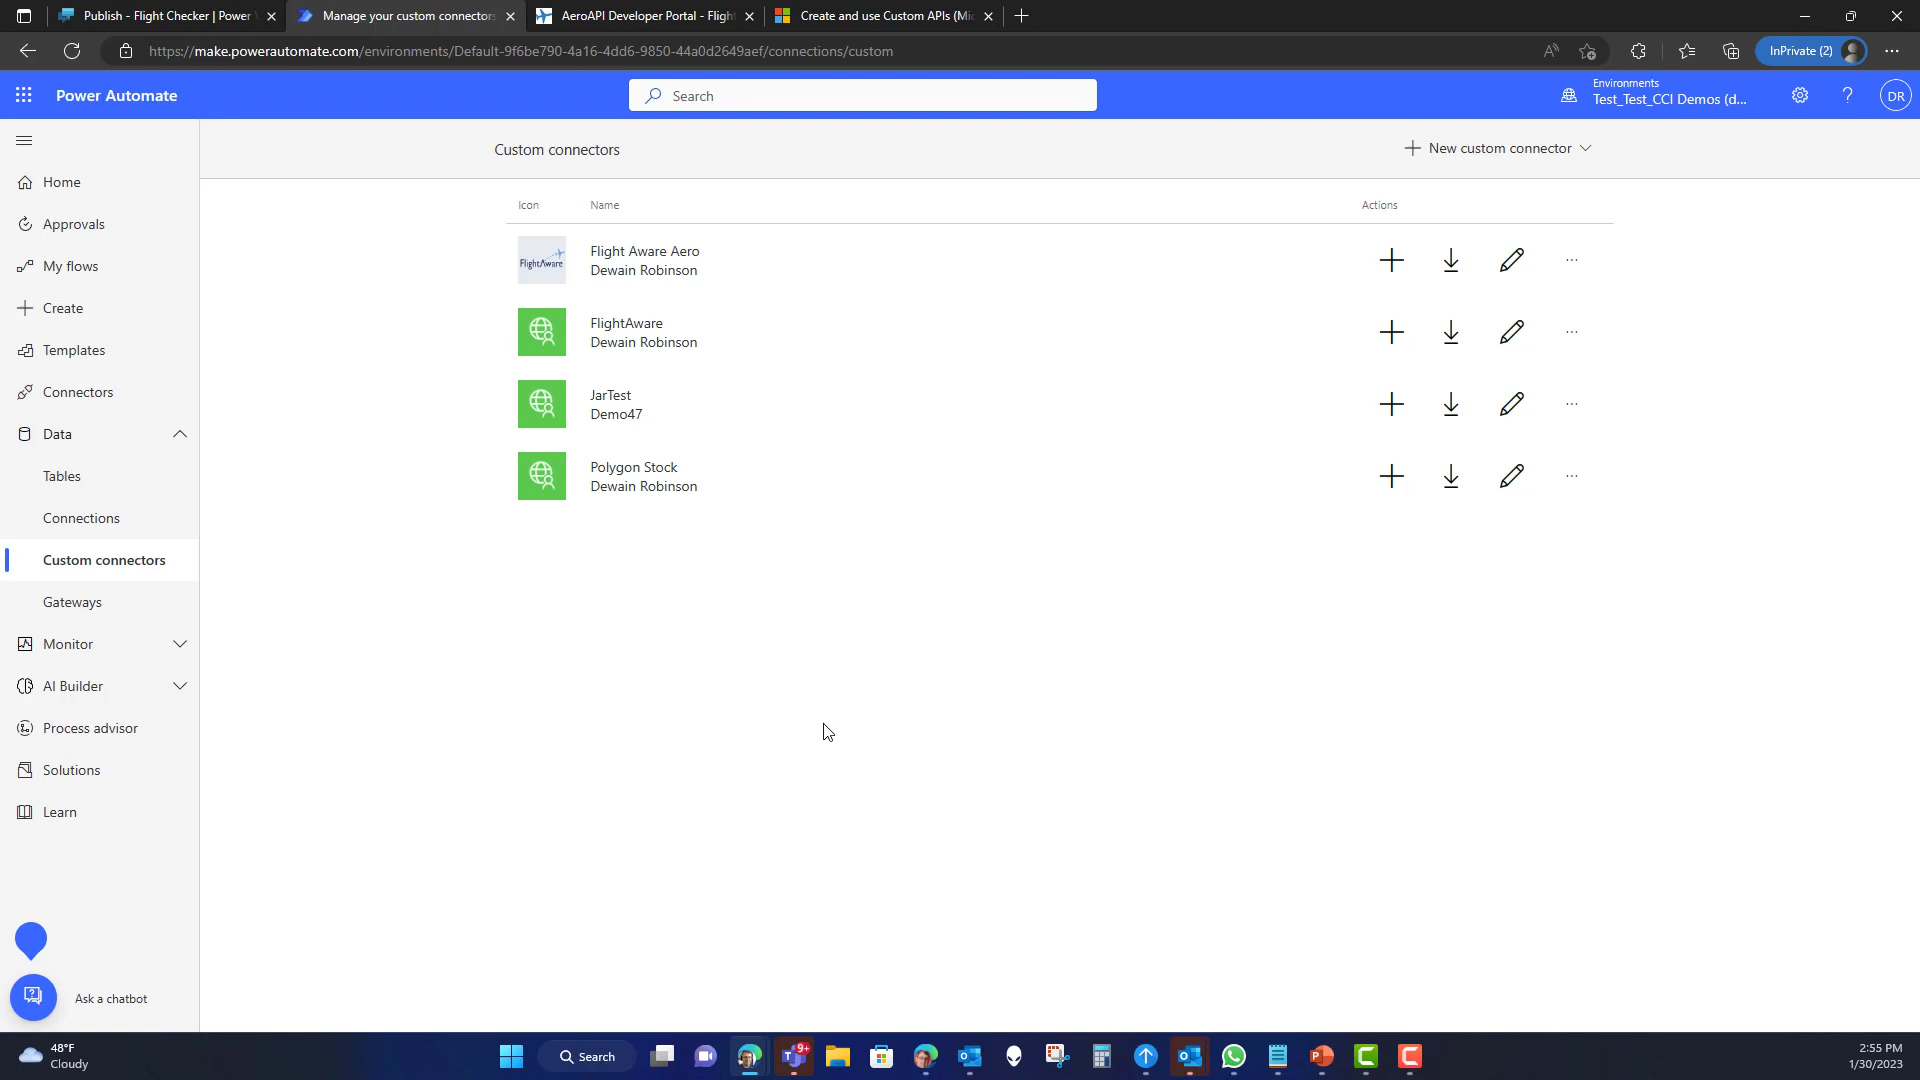 Publish - Flight Checker | Power V
Manage your custom connectors
AeroAPI Developer Portal - Flight
Create and use Custom APIs (Mic
https://make.powerautomate.com/environments/Default-9f6be790-4a16-4dd6-9850-44a0d2649aef/connections/custom
InPrivate (2)
Power Automate
Search
Environments
Test_Test_CCI Demos (d...
DR
Home
Approvals
My flows
Create
Templates
Connectors
Data
Tables
Connections
Custom connectors
Gateways
Monitor
AI Builder
Process advisor
Solutions
Learn
Ask a chatbot
Custom connectors
New custom connector
Icon
Name
Actions
FlightAware
Flight Aware Aero
Dewain Robinson
FlightAware
Dewain Robinson
JarTest
Demo47
Polygon Stock
Dewain Robinson
48°F
Cloudy
Search
9+
2:55 PM
1/30/2023